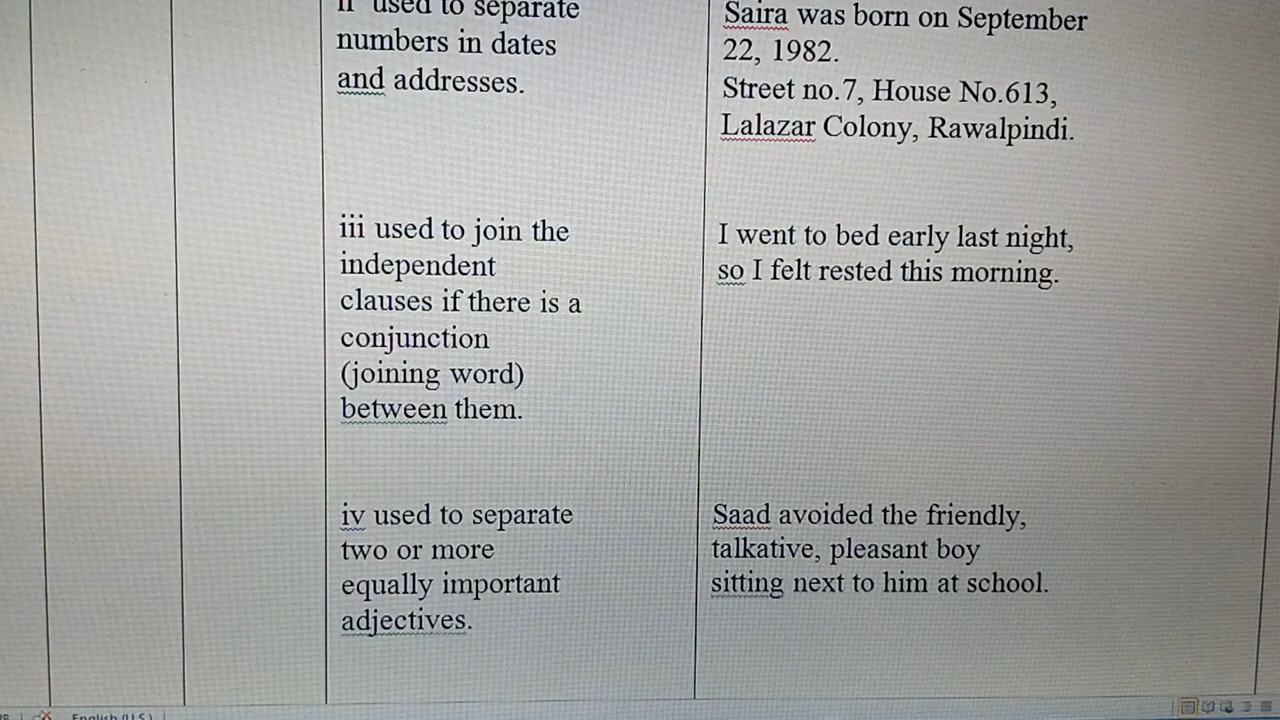 ii used to separate
numbers in dates
and addresses.
Saira was born on September
22, 1982.
Street no.7, House No.613,
Lalazar Colony, Rawalpindi.
iii used to join the
independent
clauses if there is a
conjunction
(joining word)
between them.
I went to bed early last night,
so I felt rested this morning.
iv used to separate
two or more
equally important
adjectives.
Saad avoided the friendly,
talkative, pleasant boy
sitting next to him at school.
English (U.S.)